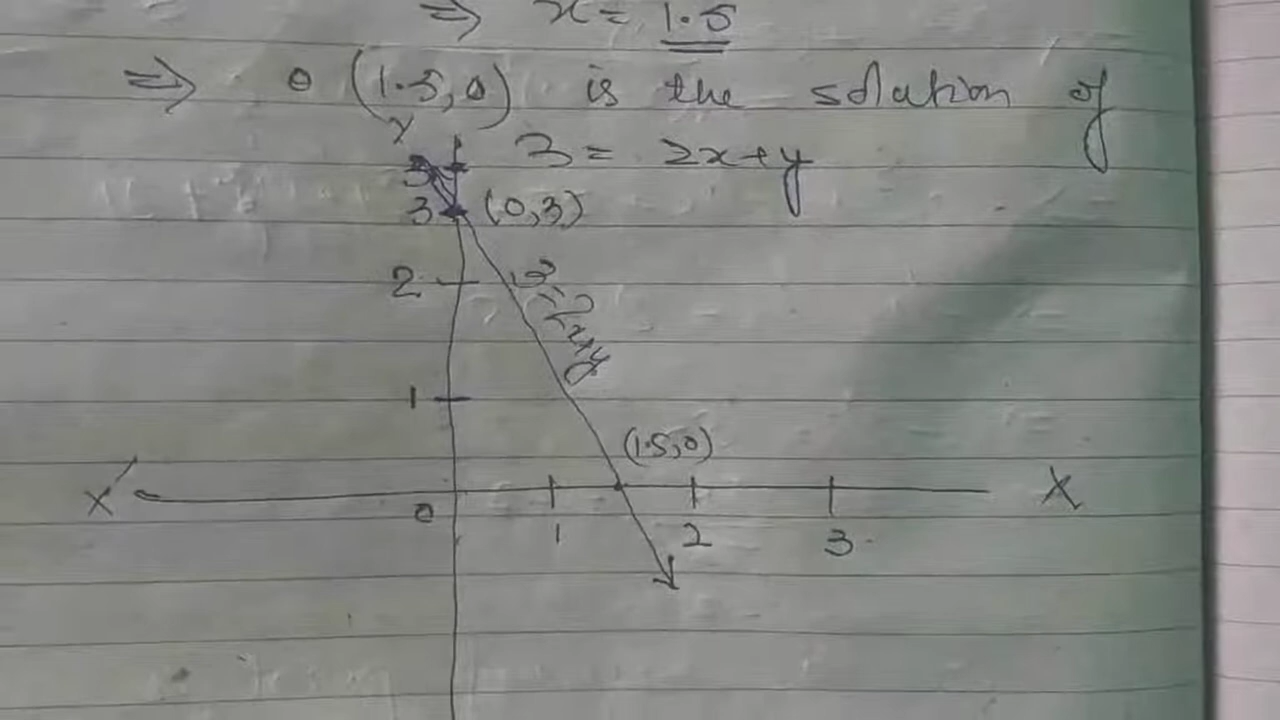 ⇒ x = 1.5
⇒ (1.5, 0) is the solution of
3 = 2x+y
Y
3 (0,3)
2
3 = 2x+y
1
(1.5, 0)
X' 0 X
1 2 3